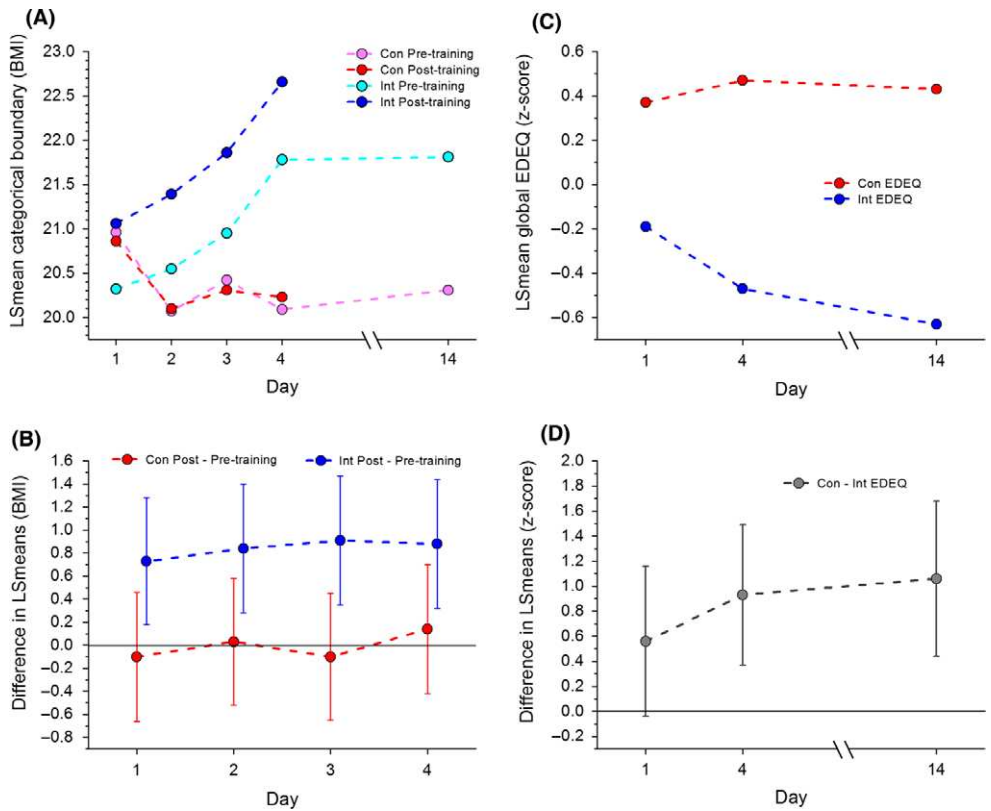 (A)
LSmean categorical boundary (BMI)
23.0
22.5
22.0
21.5
21.0
20.5
20.0
Con Pre-training
Con Post-training
Int Pre-training
Int Post-training
1 2 3 4 14
Day
(C)
LSmean global EDEQ (z-score)
0.6
0.4
0.2
0.0
–0.2
–0.4
–0.6
Con EDEQ
Int EDEQ
1 4 14
Day
(B)
Difference in LSmeans (BMI)
1.6
1.4
1.2
1.0
0.8
0.6
0.4
0.2
0.0
–0.2
–0.4
–0.6
–0.8
Con Post - Pre-training Int Post - Pre-training
1 2 3 4
Day
(D)
Difference in LSmeans (z-score)
2.0
1.8
1.6
1.4
1.2
1.0
0.8
0.6
0.4
0.2
0.0
–0.2
Con - Int EDEQ
1 4 14
Day